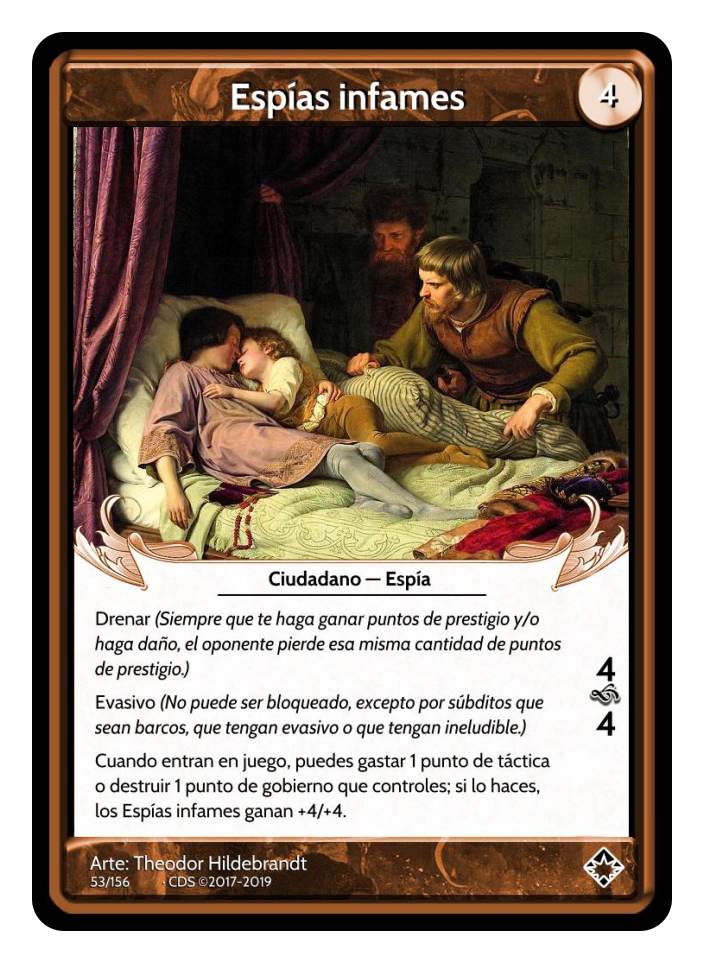 Espías infames
4
Ciudadano — Espía
Drenar (Siempre que te haga ganar puntos de prestigio y/o
haga daño, el oponente pierde esa misma cantidad de puntos
de prestigio.)
Evasivo (No puede ser bloqueado, excepto por súbditos que
sean barcos, que tengan evasivo o que tengan ineludible.)
Cuando entran en juego, puedes gastar 1 punto de táctica
o destruir 1 punto de gobierno que controles; si lo haces,
los Espías infames ganan +4/+4.
4
4
Arte: Theodor Hildebrandt
53/156 · CDS ©2017-2019